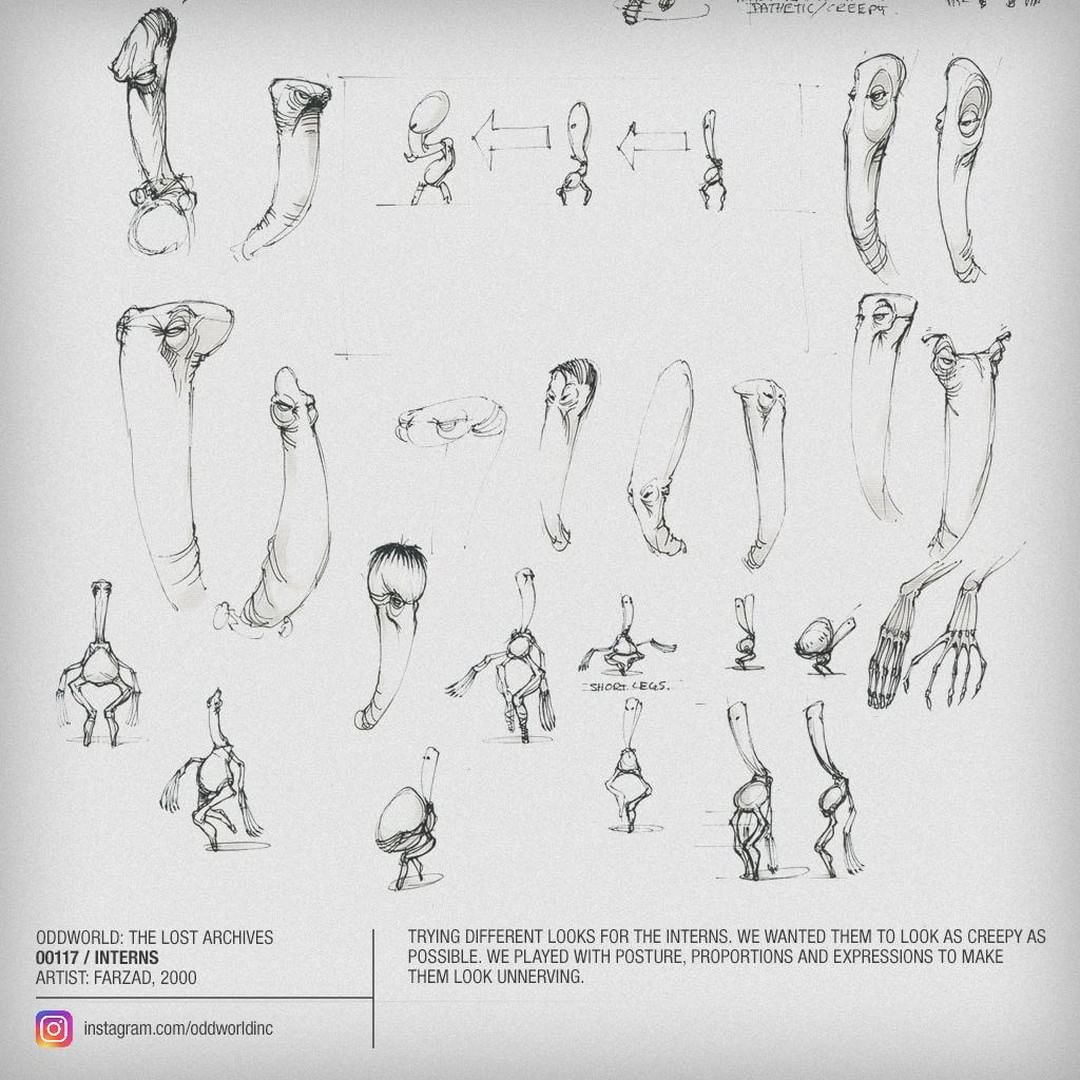 PATHETIC/CREEPY.
SHORT LEGS.
ODDWORLD: THE LOST ARCHIVES
00117 / INTERNS
ARTIST: FARZAD, 2000
instagram.com/oddworldinc
TRYING DIFFERENT LOOKS FOR THE INTERNS. WE WANTED THEM TO LOOK AS CREEPY AS
POSSIBLE. WE PLAYED WITH POSTURE, PROPORTIONS AND EXPRESSIONS TO MAKE
THEM LOOK UNNERVING.